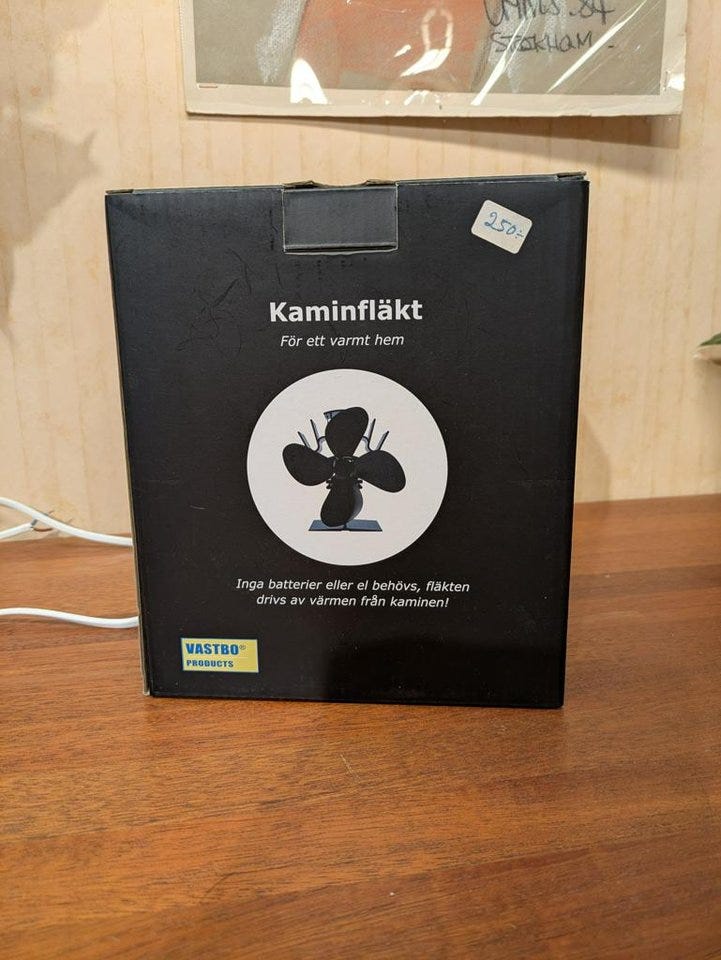 STOCKHOLM -
250:-
Kaminfläkt
För ett varmt hem
Inga batterier eller el behövs, fläkten
drivs av värmen från kaminen!
VASTBO®
PRODUCTS